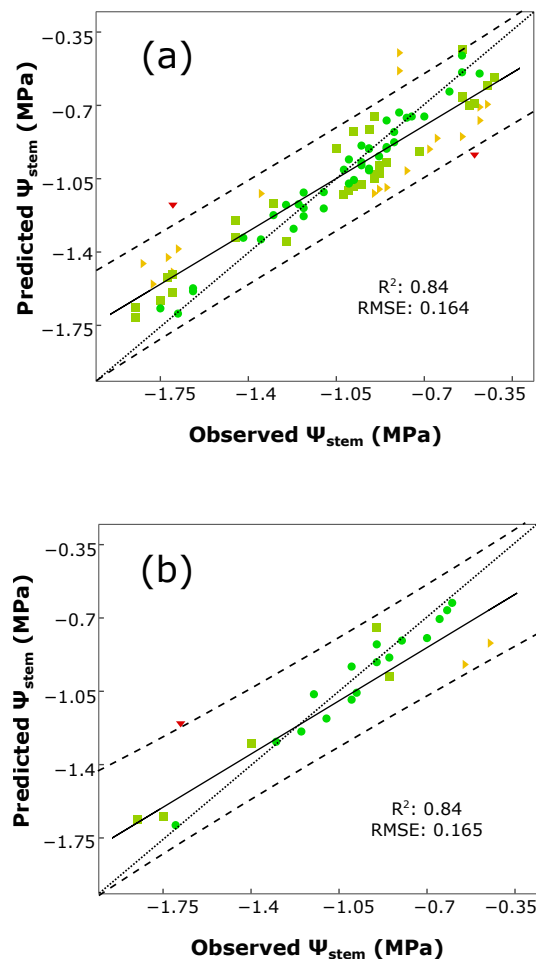 (a)
Predicted Ψstem (MPa)
−0.35
−0.7
−1.05
−1.4
−1.75
R²: 0.84
RMSE: 0.164
−1.75 −1.4 −1.05 −0.7 −0.35
Observed Ψstem (MPa)
(b)
Predicted Ψstem (MPa)
−0.35
−0.7
−1.05
−1.4
−1.75
R²: 0.84
RMSE: 0.165
−1.75 −1.4 −1.05 −0.7 −0.35
Observed Ψstem (MPa)